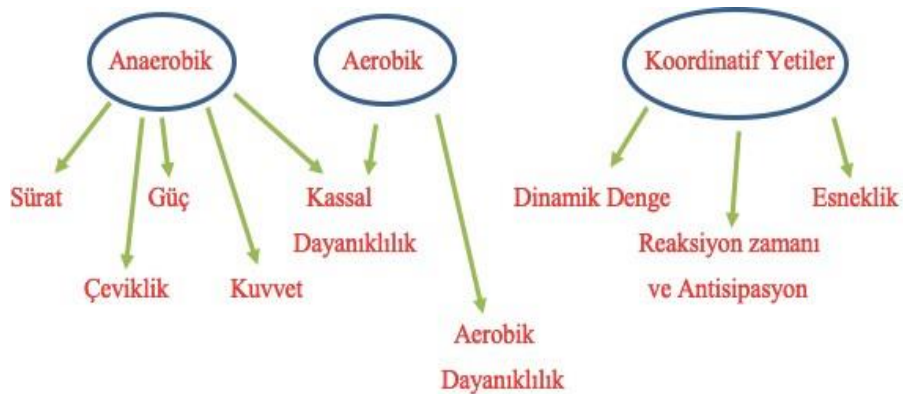 Anaerobik
Aerobik
Koordinatif Yetiler
Sürat
Güç
Kassal
Dayanıklılık
Dinamik Denge
Esneklik
Reaksiyon zamanı
ve Antisipasyon
Çeviklik
Kuvvet
Aerobik
Dayanıklılık